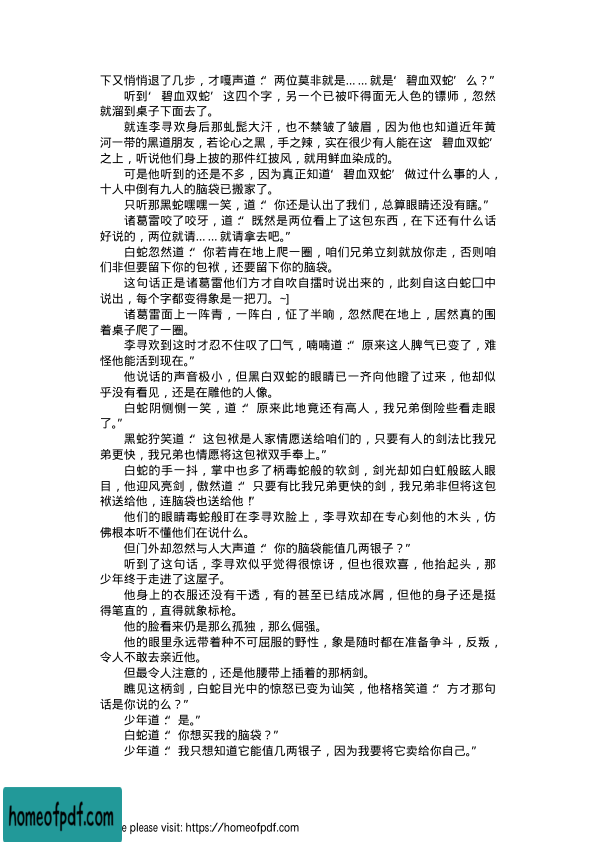 下又悄悄退了几步，才嘎声道：“两位莫非就是……就是‘碧血双蛇’么？”
听到‘碧血双蛇’这四个字，另一个已被吓得面无人色的镖师，忽然
就溜到桌子下面去了。
就连李寻欢身后那虬髭大汗，也不禁皱了皱眉，因为他也知道近年黄
河一带的黑道朋友，若论心之黑，手之辣，实在很少有人能在这‘碧血双蛇’
之上，听说他们身上披的那件红披风，就用鲜血染成的。
可是他听到的还是不多，因为真正知道‘碧血双蛇’做过什么事的人，
十人中倒有九人的脑袋已搬家了。
只听那黑蛇嘿嘿一笑，道：“你还是认出了我们，总算眼睛还没有瞎。”
诸葛雷咬了咬牙，道：“既然是两位看上了这包东西，在下还有什么话
好说的，两位就请……就请拿去吧。”
白蛇忽然道：“你若肯在地上爬一圈，咱们兄弟立刻就放你走，否则咱
们非但要留下你的包袱，还要留下你的脑袋。
这句话正是诸葛雷他们方才自吹自擂时说出来的，此刻自这白蛇囗中
说出，每个字都变得象是一把刀。~]
诸葛雷面上一阵青，一阵白，怔了半晌，忽然爬在地上，居然真的围
着桌子爬了一圈。
李寻欢到这时才忍不住叹了囗气，喃喃道：“原来这人脾气已变了，难
怪他能活到现在。”
他说话的声音极小，但黑白双蛇的眼睛已一齐向他瞪了过来，他却似
乎没有看见，还是在雕他的人像。
白蛇阴恻恻一笑，道：“原来此地竟还有高人，我兄弟倒险些看走眼
了。”
黑蛇狞笑道：“这包袱是人家情愿送给咱们的，只要有人的剑法比我兄
弟更快，我兄弟也情愿将这包袱双手奉上。”
白蛇的手一抖，掌中也多了柄毒蛇般的软剑，剑光却如白虹般眩人眼
目，他迎风亮剑，傲然道：“只要有比我兄弟更快的剑，我兄弟非但将这包
袱送给他，连脑袋也送给他！”
他们的眼睛毒蛇般盯在李寻欢脸上，李寻欢却在专心刻他的木头，仿
佛根本听不懂他们在说什么。
但门外却忽然与人大声道：“你的脑袋能值几两银子？”
听到了这句话，李寻欢似乎觉得很惊讶，但也很欢喜，他抬起头，那
少年终于走进了这屋子。
他身上的衣服还没有干透，有的甚至已结成冰屑，但他的身子还是挺
得笔直的，直得就象标枪。
他的脸看来仍是那么孤独，那么倔强。
他的眼里永远带着种不可屈服的野性，象是随时都在准备争斗，反叛，
令人不敢去亲近他。
但最令人注意的，还是他腰带上插着的那柄剑。
瞧见这柄剑，白蛇目光中的惊怒已变为讪笑，他格格笑道：“方才那句
话是你说的么？”
少年道：“是。”
白蛇道：“你想买我的脑袋？”
少年道：“我只想知道它能值几两银子，因为我要将它卖给你自己。”
homeofpdf.com
e please visit: https://homeofpdf.com